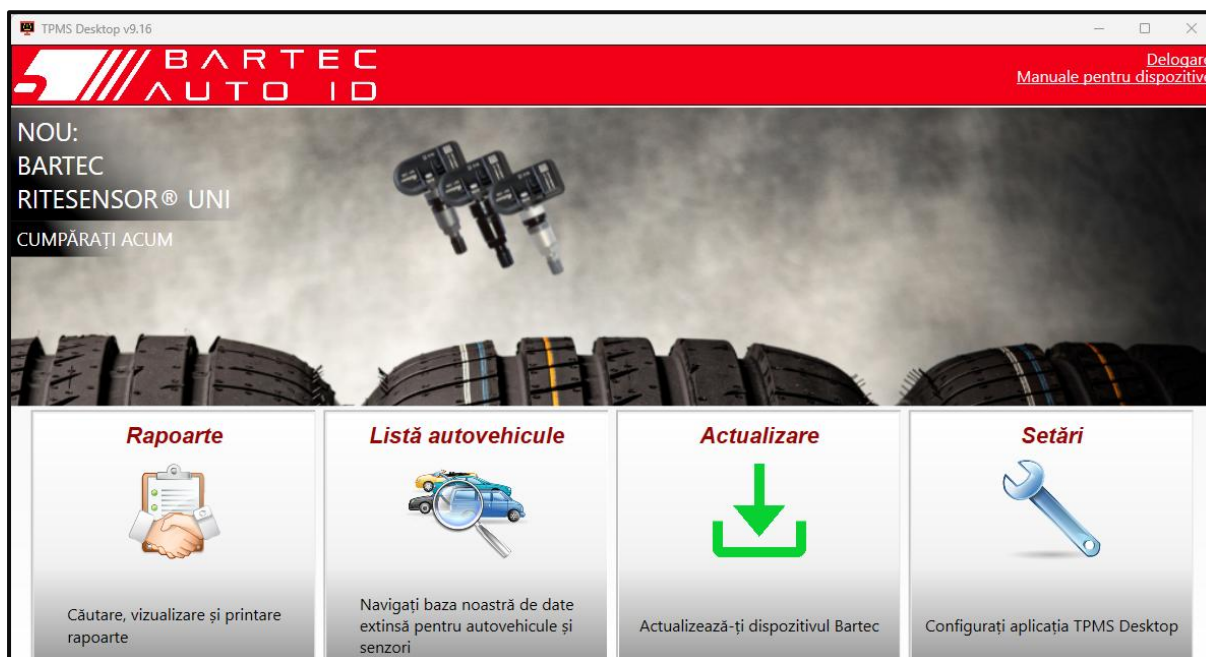 TPMS Desktop v9.16
BARTEC
AUTO ID
Delogare
Manuale pentru dispozitive
NOU:
BARTEC
RITESENSOR® UNI
CUMPĂRAȚI ACUM
Rapoarte
Căutare, vizualizare și printare
rapoarte
Listă autovehicule
Navigați baza noastră de date
extinsă pentru autovehicule și
senzori
Actualizare
Actualizează-ți dispozitivul Bartec
Setări
Configurați aplicația TPMS Desktop